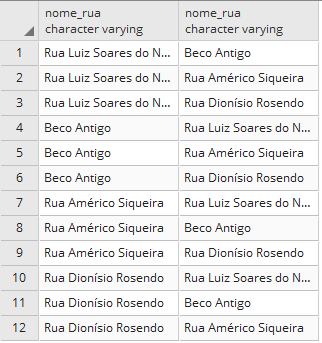 nome_rua nome_rua
character varying character varying
1 Rua Luiz Soares do N... Beco Antigo
2 Rua Luiz Soares do N... Rua Américo Siqueira
3 Rua Luiz Soares do N... Rua Dionísio Rosendo
4 Beco Antigo Rua Luiz Soares do N...
5 Beco Antigo Rua Américo Siqueira
6 Beco Antigo Rua Dionísio Rosendo
7 Rua Américo Siqueira Rua Luiz Soares do N...
8 Rua Américo Siqueira Beco Antigo
9 Rua Américo Siqueira Rua Dionísio Rosendo
10 Rua Dionísio Rosendo Rua Luiz Soares do N...
11 Rua Dionísio Rosendo Beco Antigo
12 Rua Dionísio Rosendo Rua Américo Siqueira